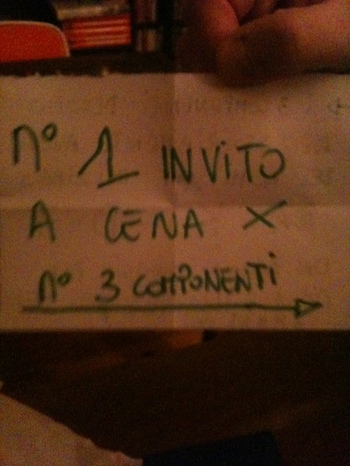 n° 1 INViTO
A CENA X
n° 3 COMPONENTi